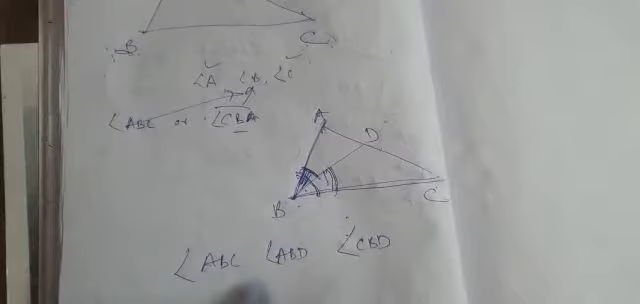 B C
∠A ∠B, ∠C
∠ABC or ∠CBA
A
D
B C
∠ABC ∠ABD ∠CBD